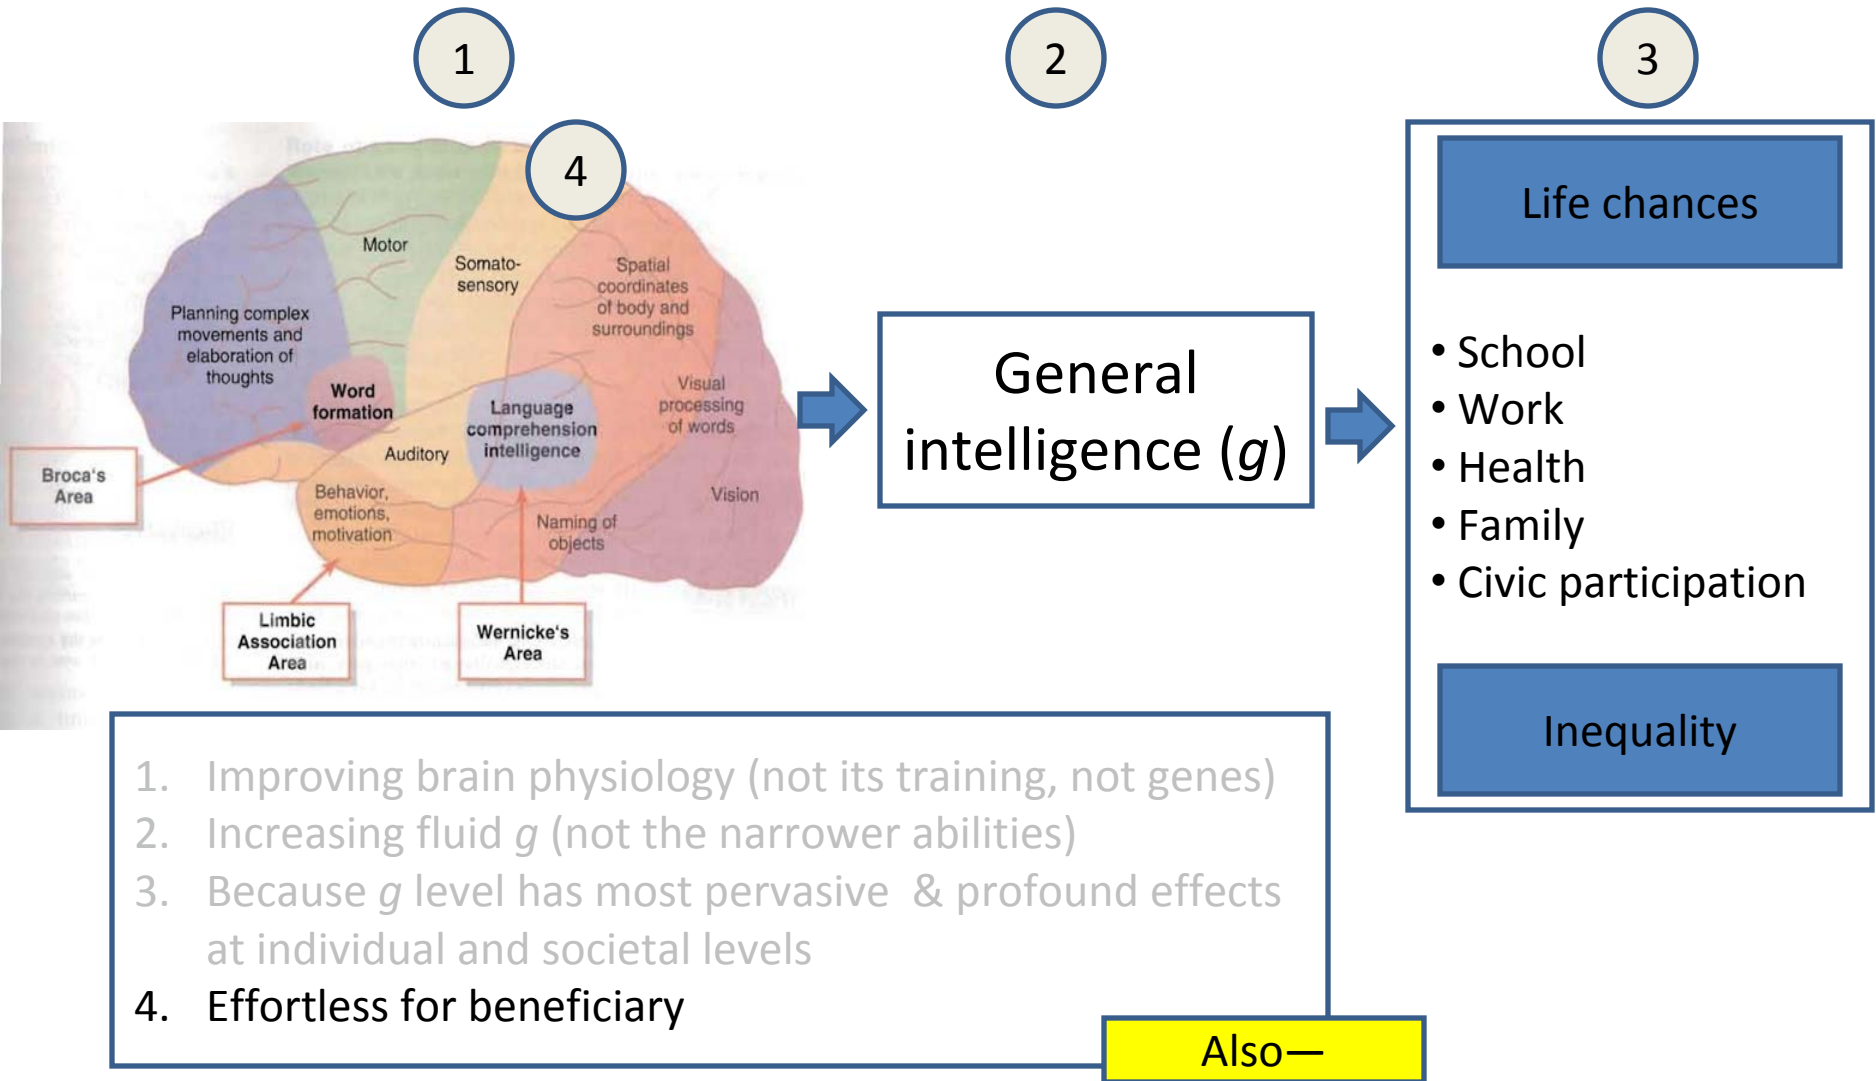 1
2
3
4
Motor
Somato-
sensory
Spatial
coordinates
of body and
surroundings
Planning complex
movements and
elaboration of
thoughts
Word
formation
Language
comprehension
intelligence
Visual
processing
of words
Auditory
Behavior,
emotions,
motivation
Naming of
objects
Vision
Broca's
Area
Limbic
Association
Area
Wernicke's
Area
General
intelligence (g)
Life chances
• School
• Work
• Health
• Family
• Civic participation
Inequality
1. Improving brain physiology (not its training, not genes)
2. Increasing fluid g (not the narrower abilities)
3. Because g level has most pervasive & profound effects
at individual and societal levels
4. Effortless for beneficiary
Also—